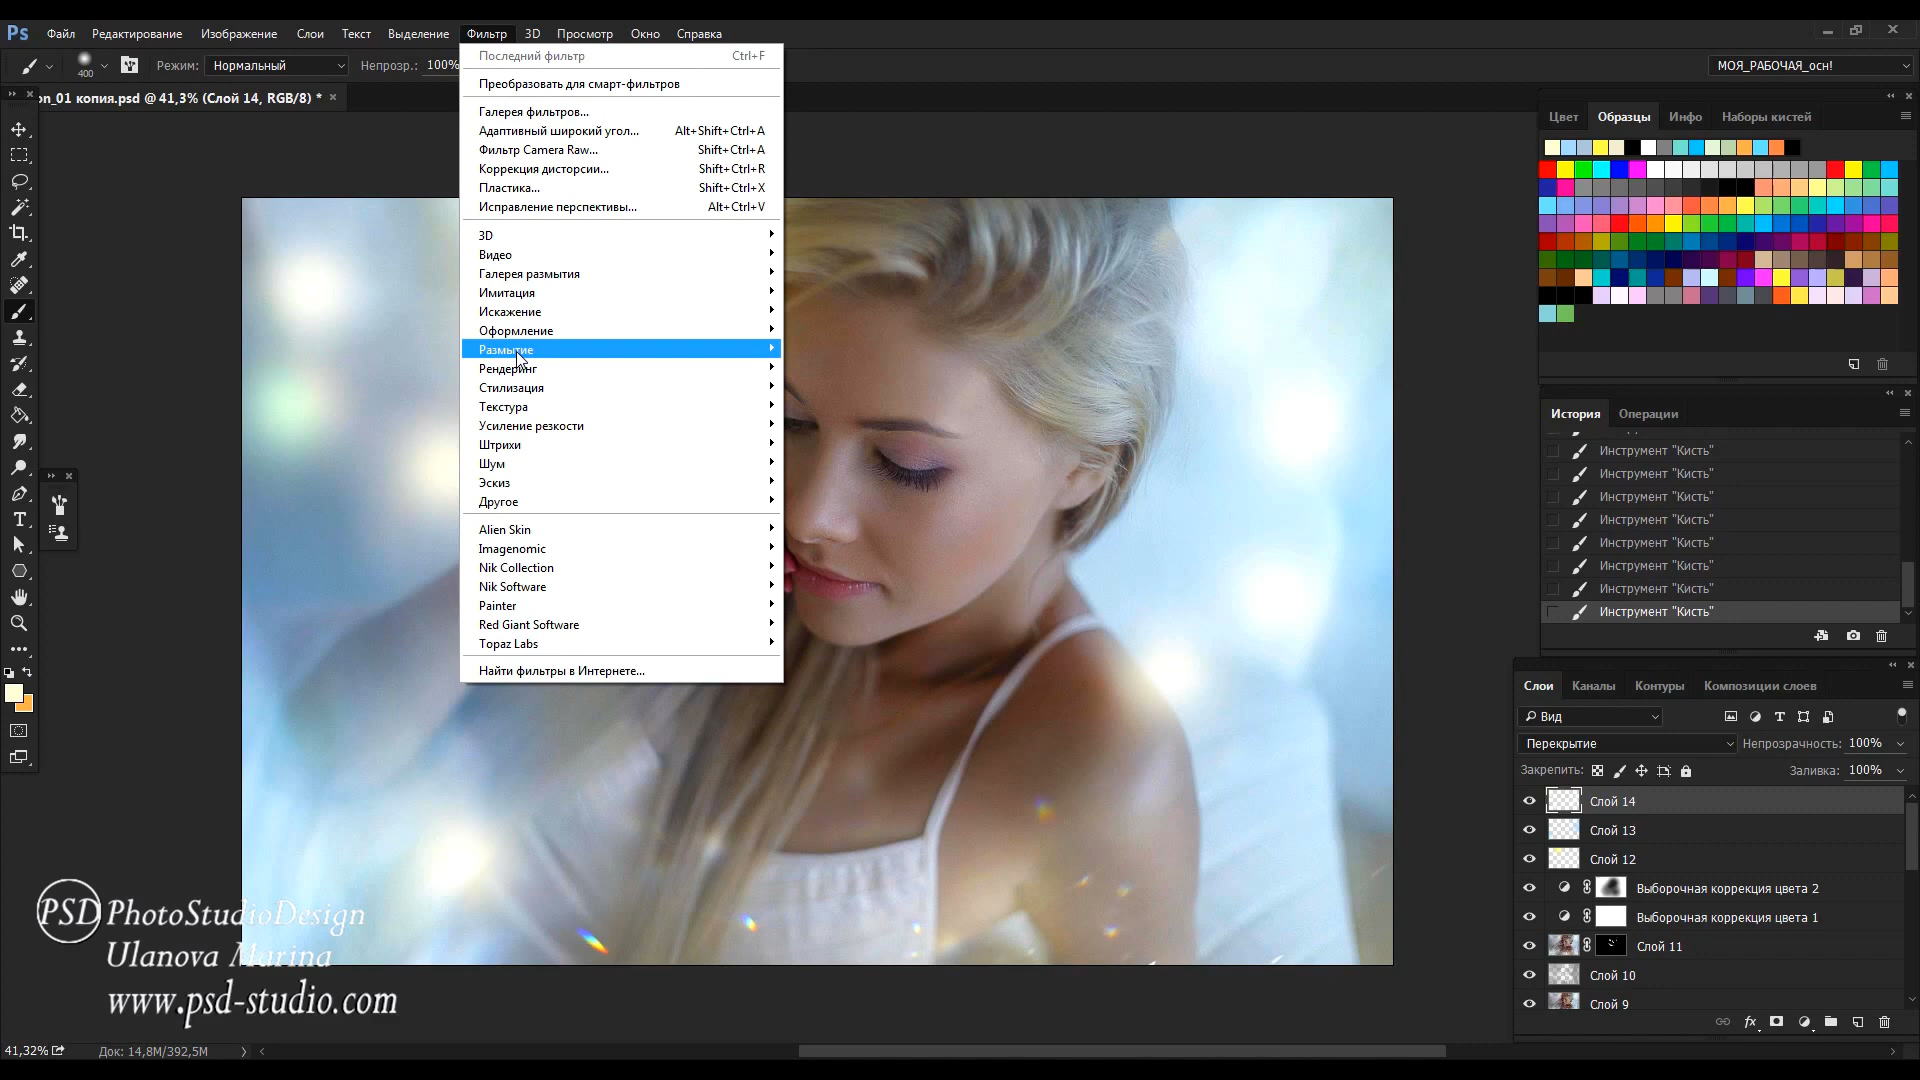 Ps Файл Редактирование Изображение Слои Текст Выделение Фильтр 3D Просмотр Окно Справка
400 Режим: Нормальный Непрозр.: 100% МОЯ_РАБОЧАЯ_осн!
on_01 копия.psd @ 41,3% (Слой 14, RGB/8) *
Последний фильтр Ctrl+F
Преобразовать для смарт-фильтров
Галерея фильтров...
Адаптивный широкий угол... Alt+Shift+Ctrl+A
Фильтр Camera Raw... Shift+Ctrl+A
Коррекция дисторсии... Shift+Ctrl+R
Пластика... Shift+Ctrl+X
Исправление перспективы... Alt+Ctrl+V
3D
Видео
Галерея размытия
Имитация
Искажение
Оформление
Размытие
Рендеринг
Стилизация
Текстура
Усиление резкости
Штрихи
Шум
Эскиз
Другое
Alien Skin
Imagenomic
Nik Collection
Nik Software
Painter
Red Giant Software
Topaz Labs
Найти фильтры в Интернете...
Цвет Образцы Инфо Наборы кистей
История Операции
Инструмент "Кисть"
Инструмент "Кисть"
Инструмент "Кисть"
Инструмент "Кисть"
Инструмент "Кисть"
Инструмент "Кисть"
Инструмент "Кисть"
Инструмент "Кисть"
Слои Каналы Контуры Композиции слоев
Вид
Перекрытие Непрозрачность: 100%
Закрепить: Заливка: 100%
Слой 14
Слой 13
Слой 12
Выборочная коррекция цвета 2
Выборочная коррекция цвета 1
Слой 11
Слой 10
Слой 9
fx
PSD PhotoStudioDesign
Ulanova Marina
www.psd-studio.com
41,32% Док: 14,8M/392,5M